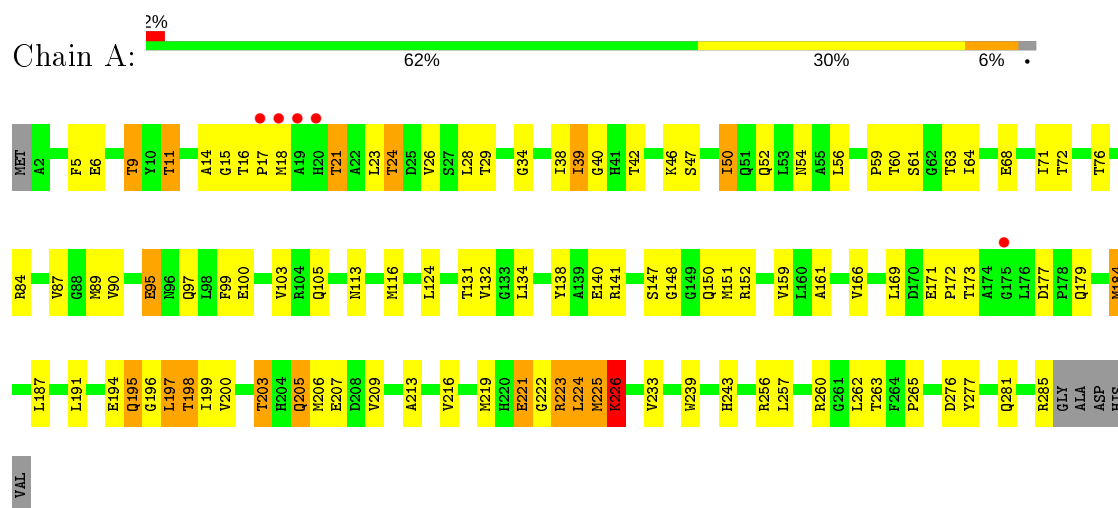 2%
Chain A:
62% 30% 6% •
MET A2 F5 E6 T9 Y10 T11 A14 G15 T16 P17 M18 A19 H20 T21 A22 L23 T24 D25 V26 S27 L28 T29 G34 I38 I39 G40 H41 T42 K46 S47 I50 Q51 Q52 L53 N54 A55 L56 P59 T60 S61 G62 T63 I64 E68 I71 T72 T76
R84 V87 G88 M89 V90 E95 N96 Q97 L98 F99 E100 V103 R104 Q105 N113 M116 L124 T131 V132 G133 L134 Y138 A139 E140 R141 S147 G148 G149 Q150 M151 R152 V159 L160 A161 V166 L169 D170 E171 P172 T173 A174 G175 L176 D177 P178 Q179 M184
L187 L191 E194 Q195 G196 L197 T198 I199 V200 T203 H204 Q205 M206 E207 D208 V209 A213 V216 M219 H220 E221 G222 R223 L224 M225 K226 V233 W239 H243 R256 L257 R260 G261 L262 T263 F264 P265 D276 Y277 Q281 R285 GLY ALA ASP HIS
VAL